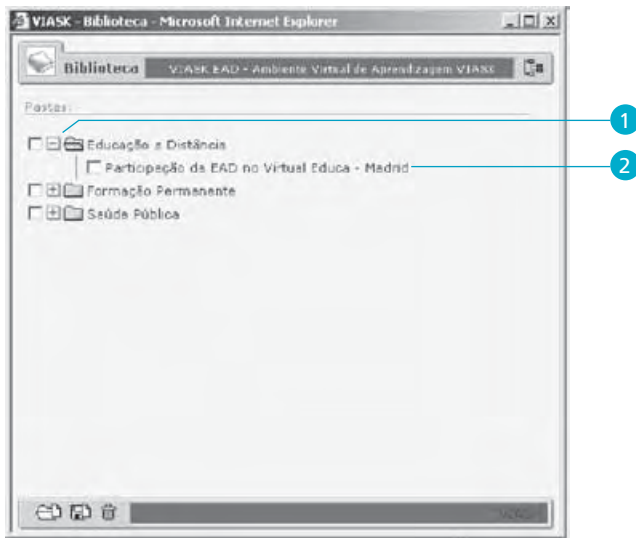 VIASK - Biblioteca - Microsoft Internet Explorer
Biblioteca VIASK EAD - Ambiente Virtual de Aprendizagem VIASK
Pastas:
Educação a Distância
Participação da EAD no Virtual Educa - Madrid
Formação Permanente
Saúde Pública
1
2